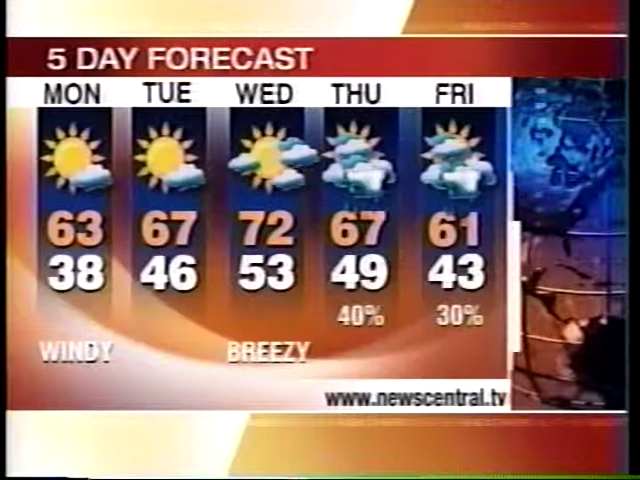 5 DAY FORECAST
MON TUE WED THU FRI
63 67 72 67 61
38 46 53 49 43
40% 30%
WINDY BREEZY
www.newscentral.tv